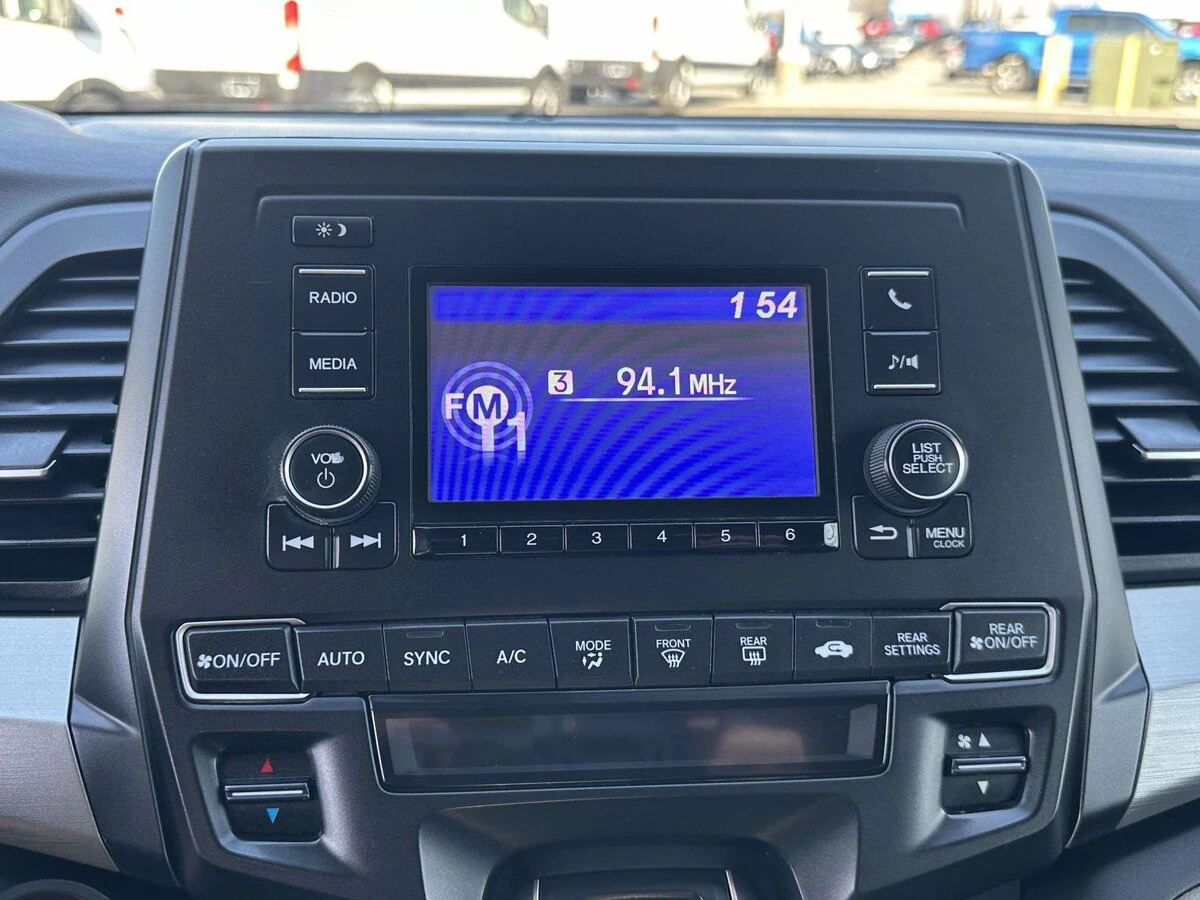 RADIO
MEDIA
VOL
1 54
FM
1
3 94.1 MHz
LIST
PUSH
SELECT
MENU
CLOCK
1 2 3 4 5 6
ON/OFF
AUTO
SYNC
A/C
MODE
FRONT
REAR
REAR
SETTINGS
REAR
ON/OFF